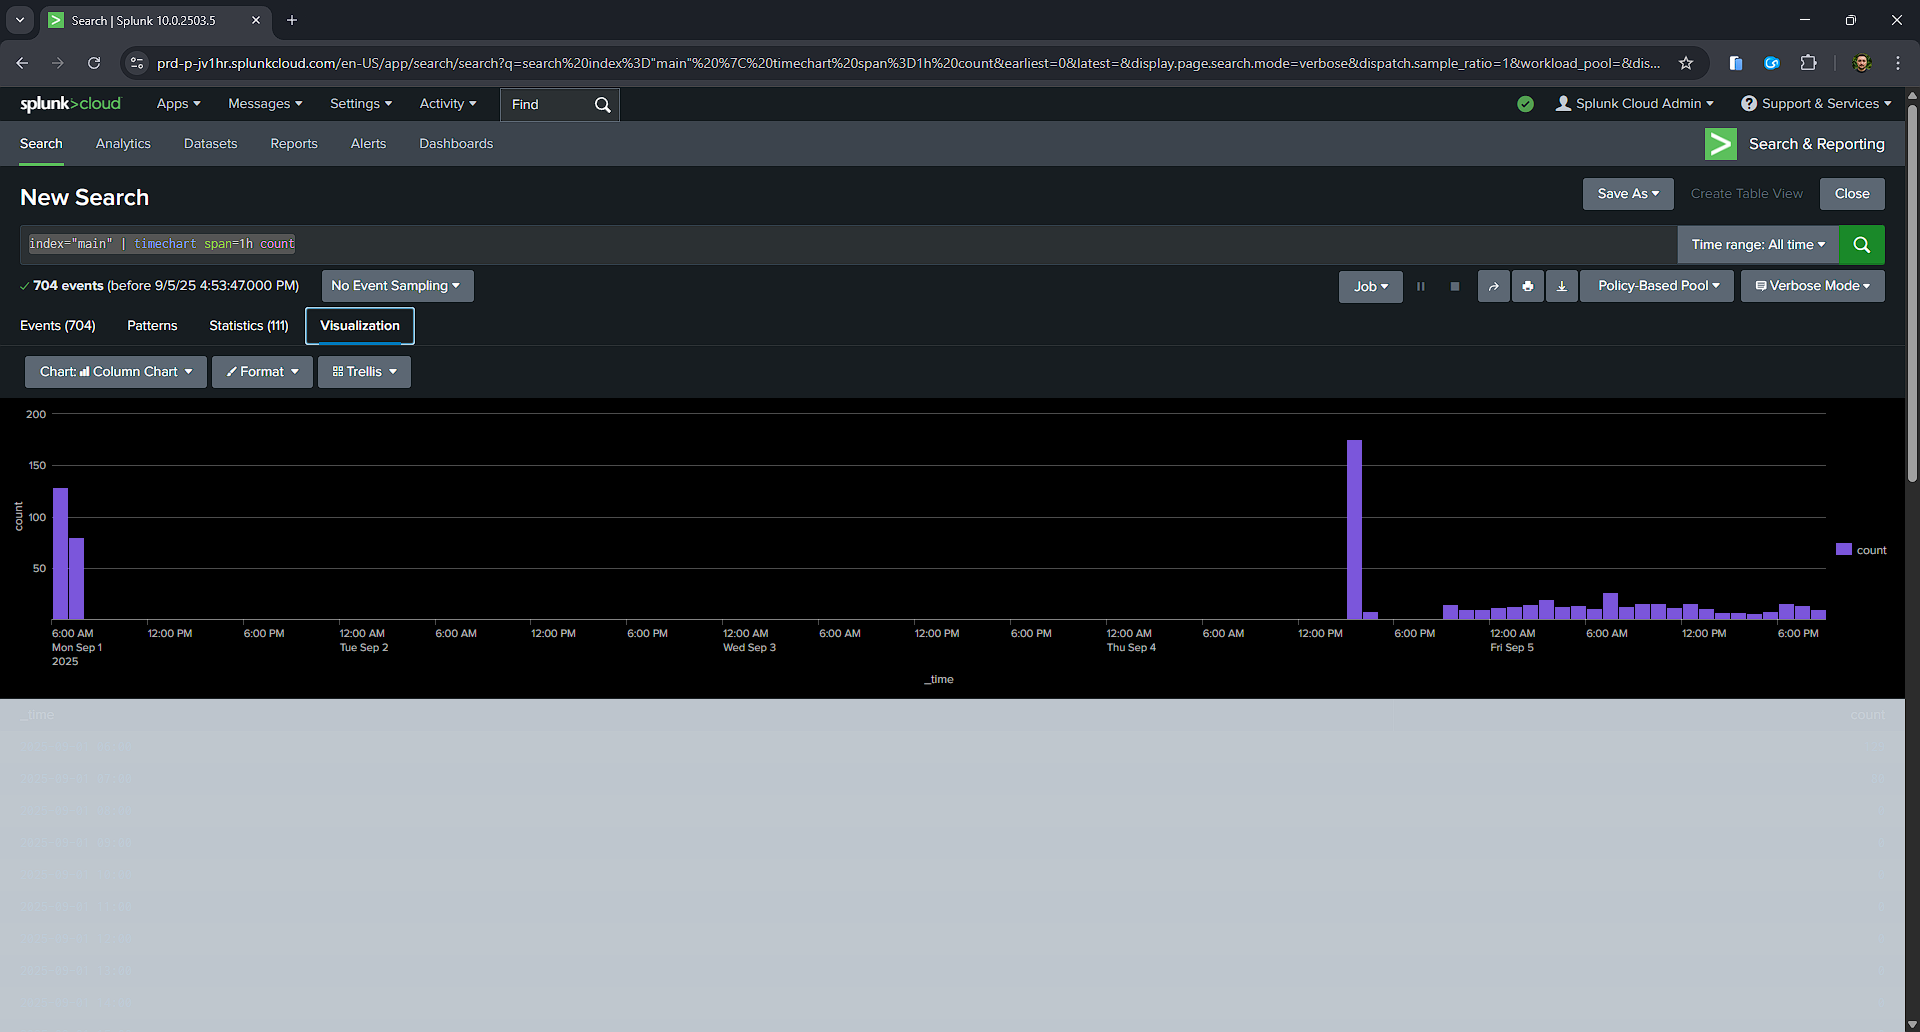 Search | Splunk 10.0.2503.5
prd-p-jv1hr.splunkcloud.com/en-US/app/search/search?q=search%20index%3D"main"%20%7C%20timechart%20span%3D1h%20count&earliest=0&latest=&display.page.search.mode=verbose&dispatch.sample_ratio=1&workload_pool=&dis...
splunk>cloud Apps Messages Settings Activity Find Splunk Cloud Admin ? Support & Services
Search Analytics Datasets Reports Alerts Dashboards > Search & Reporting
New Search Save As Create Table View Close
index="main" | timechart span=1h count Time range: All time
704 events (before 9/5/25 4:53:47.000 PM) No Event Sampling Job Policy-Based Pool Verbose Mode
Events (704) Patterns Statistics (111) Visualization
Chart: Column Chart Format Trellis
200
150
100
50
count
count
6:00 AM 12:00 PM 6:00 PM 12:00 AM 6:00 AM 12:00 PM 6:00 PM 12:00 AM 6:00 AM 12:00 PM 6:00 PM 12:00 AM 6:00 AM 12:00 PM 6:00 PM 12:00 AM 6:00 AM 12:00 PM 6:00 PM
Mon Sep 1 Tue Sep 2 Wed Sep 3 Thu Sep 4 Fri Sep 5
2025
_time
_time count